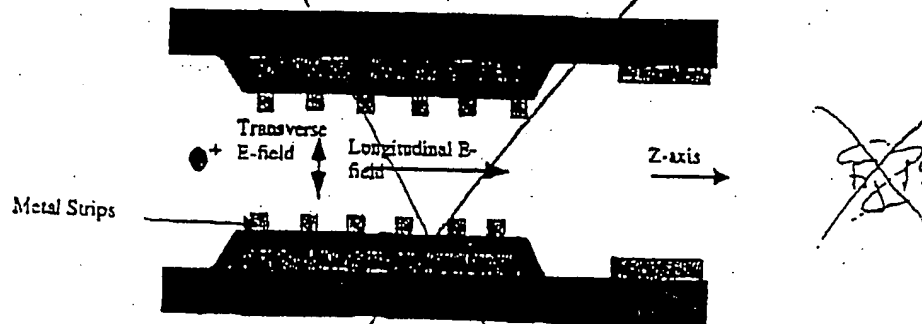 Transverse
E-field
Longitudinal E-
field
Z-axis
+
Metal Strips